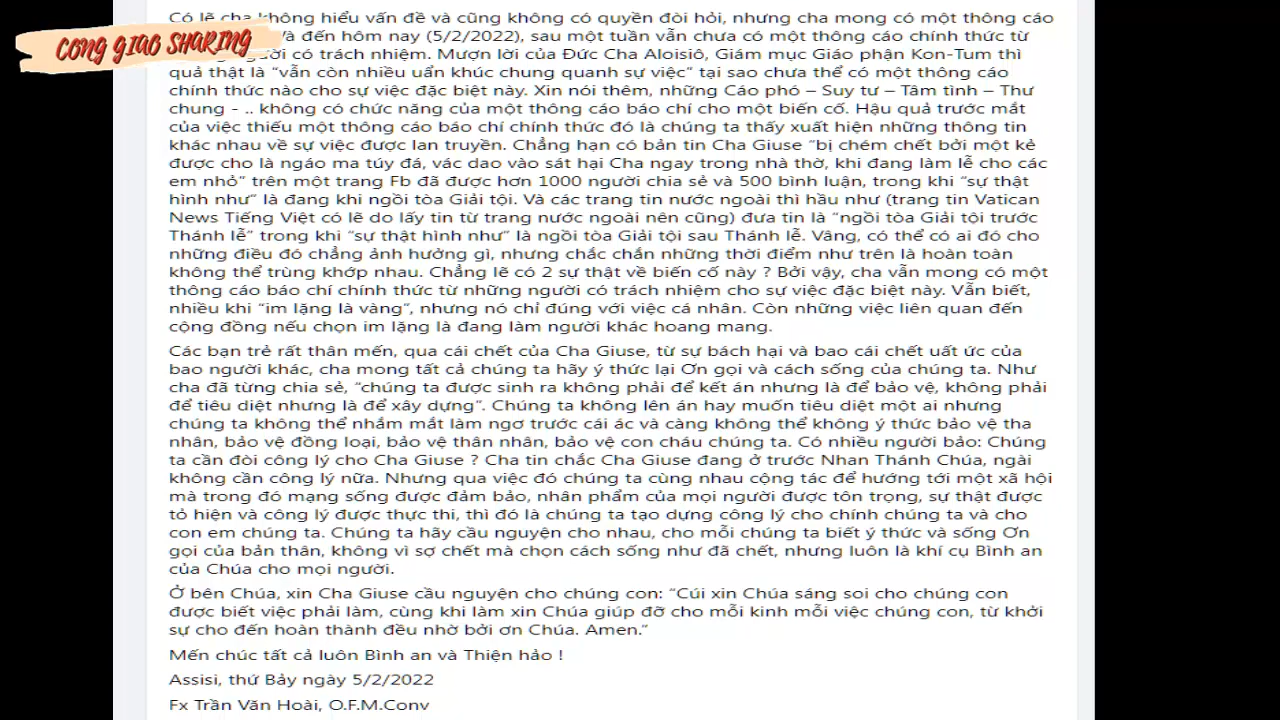 CONG GIAO SHARING
Có lẽ cha không hiểu vấn đề và cũng không có quyền đòi hỏi, nhưng cha mong có một thông cáo
Và đến hôm nay (5/2/2022), sau một tuần vẫn chưa có một thông cáo chính thức từ
có trách nhiệm. Mượn lời của Đức Cha Aloisiô, Giám mục Giáo phận Kon-Tum thì
quả thật là “vẫn còn nhiều uẩn khúc chung quanh sự việc” tại sao chưa thể có một thông cáo
chính thức nào cho sự việc đặc biệt này. Xin nói thêm, những Cáo phó – Suy tư – Tâm tình – Thư
chung - .. không có chức năng của một thông cáo báo chí cho một biến cố. Hậu quả trước mắt
của việc thiếu một thông cáo báo chí chính thức đó là chúng ta thấy xuất hiện những thông tin
khác nhau về sự việc được lan truyền. Chẳng hạn có bản tin Cha Giuse “bị chém chết bởi một kẻ
được cho là ngáo ma túy đá, vác dao vào sát hại Cha ngay trong nhà thờ, khi đang làm lễ cho các
em nhỏ” trên một trang Fb đã được hơn 1000 người chia sẻ và 500 bình luận, trong khi “sự thật
hình như” là đang khi ngồi tòa Giải tội. Và các trang tin nước ngoài thì hầu như (trang tin Vatican
News Tiếng Việt có lẽ do lấy tin từ trang nước ngoài nên cũng) đưa tin là “ngồi tòa Giải tội trước
Thánh lễ” trong khi “sự thật hình như” là ngồi tòa Giải tội sau Thánh lễ. Vâng, có thể có ai đó cho
những điều đó chẳng ảnh hưởng gì, nhưng chắc chắn những thời điểm như trên là hoàn toàn
không thể trùng khớp nhau. Chẳng lẽ có 2 sự thật về biến cố này ? Bởi vậy, cha vẫn mong có một
thông cáo báo chí chính thức từ những người có trách nhiệm cho sự việc đặc biệt này. Vẫn biết,
nhiều khi “im lặng là vàng”, nhưng nó chỉ đúng với việc cá nhân. Còn những việc liên quan đến
cộng đồng nếu chọn im lặng là đang làm người khác hoang mang.
Các bạn trẻ rất thân mến, qua cái chết của Cha Giuse, từ sự bách hại và bao cái chết uất ức của
bao người khác, cha mong tất cả chúng ta hãy ý thức lại Ơn gọi và cách sống của chúng ta. Như
cha đã từng chia sẻ, “chúng ta được sinh ra không phải để kết án nhưng là để bảo vệ, không phải
để tiêu diệt nhưng là để xây dựng”. Chúng ta không lên án hay muốn tiêu diệt một ai nhưng
chúng ta không thể nhắm mắt làm ngơ trước cái ác và càng không thể không ý thức bảo vệ tha
nhân, bảo vệ đồng loại, bảo vệ thân nhân, bảo vệ con cháu chúng ta. Có nhiều người bảo: Chúng
ta cần đòi công lý cho Cha Giuse ? Cha tin chắc Cha Giuse đang ở trước Nhan Thánh Chúa, ngài
không cần công lý nữa. Nhưng qua việc đó chúng ta cùng nhau cộng tác để hướng tới một xã hội
mà trong đó mạng sống được đảm bảo, nhân phẩm của mọi người được tôn trọng, sự thật được
tỏ hiện và công lý được thực thi, thì đó là chúng ta tạo dựng công lý cho chính chúng ta và cho
con em chúng ta. Chúng ta hãy cầu nguyện cho nhau, cho mỗi chúng ta biết ý thức và sống Ơn
gọi của bản thân, không vì sợ chết mà chọn cách sống như đã chết, nhưng luôn là khí cụ Bình an
của Chúa cho mọi người.
Ở bên Chúa, xin Cha Giuse cầu nguyện cho chúng con: “Cúi xin Chúa sáng soi cho chúng con
được biết việc phải làm, cùng khi làm xin Chúa giúp đỡ cho mỗi kinh mỗi việc chúng con, từ khởi
sự cho đến hoàn thành đều nhờ bởi ơn Chúa. Amen.”
Mến chúc tất cả luôn Bình an và Thiện hảo !
Assisi, thứ Bảy ngày 5/2/2022
Fx Trần Văn Hoài, O.F.M.Conv